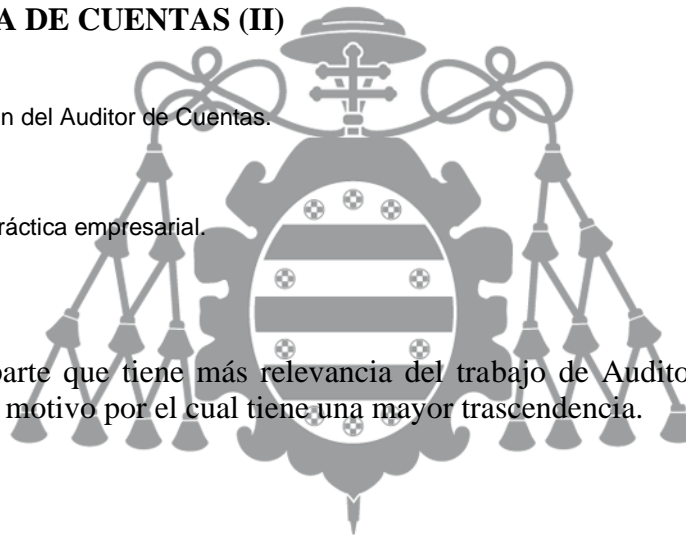 A DE CUENTAS (II)
n del Auditor de Cuentas.
ráctica empresarial.
parte que tiene más relevancia del trabajo de Audito
motivo por el cual tiene una mayor trascendencia.